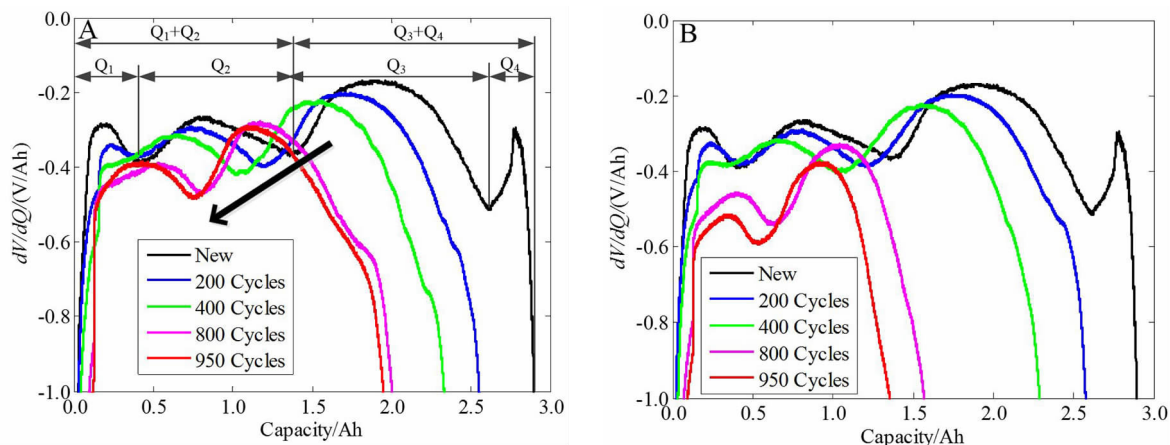 A
Q₁+Q₂
Q₃+Q₄
Q₁
Q₂
Q₃
Q₄
0.0
-0.2
-0.4
-0.6
-0.8
-1.0
dV/dQ/(V/Ah)
New
200 Cycles
400 Cycles
800 Cycles
950 Cycles
0.0 0.5 1.0 1.5 2.0 2.5 3.0
Capacity/Ah
B
0.0
-0.2
-0.4
-0.6
-0.8
-1.0
dV/dQ/(V/Ah)
New
200 Cycles
400 Cycles
800 Cycles
950 Cycles
0.0 0.5 1.0 1.5 2.0 2.5 3.0
Capacity/Ah